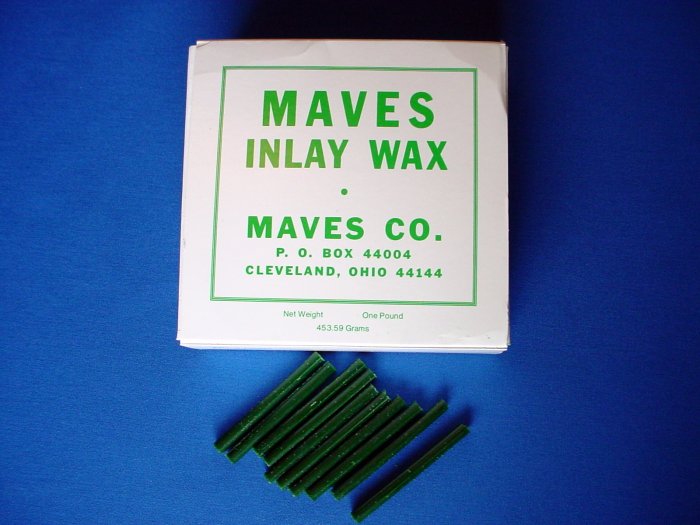 MAVES
INLAY WAX
•
MAVES CO.
P. O. BOX 44004
CLEVELAND, OHIO 44144
Net Weight One Pound
453.59 Grams